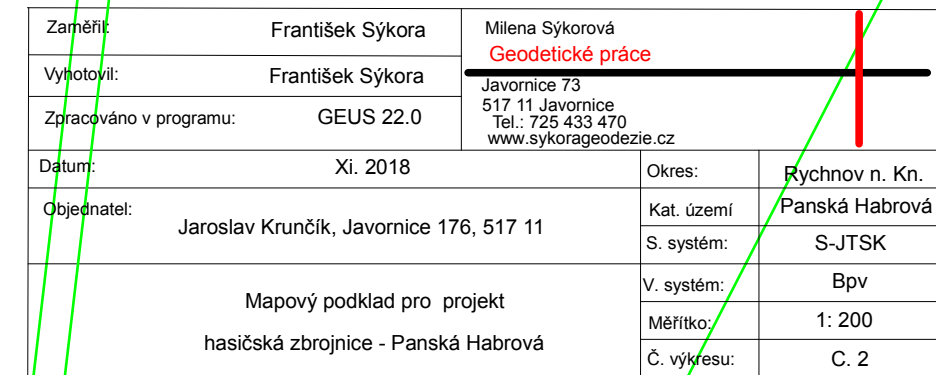 Zaměřil: František Sýkora
Vyhotovil: František Sýkora
Zpracováno v programu: GEUS 22.0
Milena Sýkorová
Geodetické práce
Javornice 73
517 11 Javornice
Tel.: 725 433 470
www.sykorageodezie.cz
Datum: Xi. 2018
Objednatel: Jaroslav Krunčík, Javornice 176, 517 11
Mapový podklad pro projekt
hasičská zbrojnice - Panská Habrová
Okres: Rychnov n. Kn.
Kat. území Panská Habrová
S. systém: S-JTSK
V. systém: Bpv
Měřítko: 1: 200
Č. výkresu: C. 2